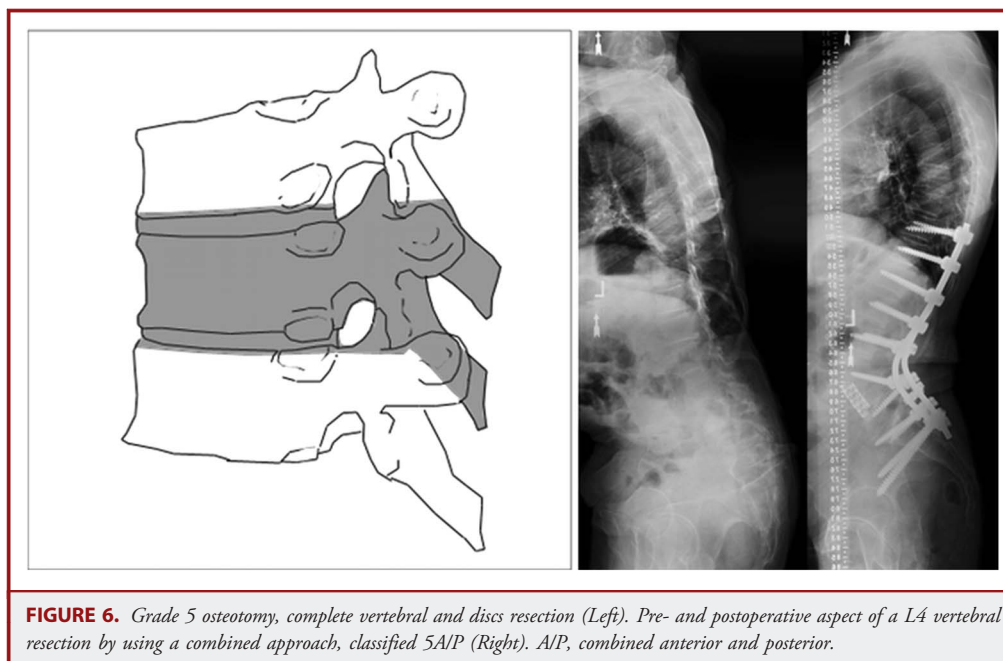 L
L
FIGURE 6. Grade 5 osteotomy, complete vertebral and discs resection (Left). Pre- and postoperative aspect of a L4 vertebral
resection by using a combined approach, classified 5A/P (Right). A/P, combined anterior and posterior.